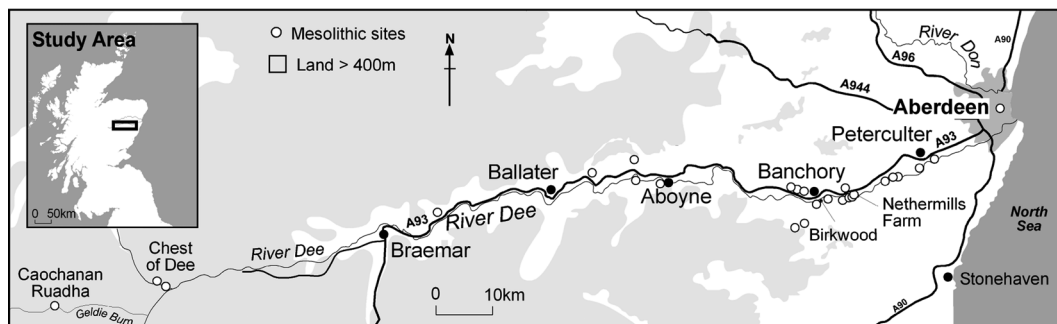 Study Area
0 50km
Mesolithic sites
Land > 400m
N
A944
A96
River Don
A90
Aberdeen
Peterculter
A93
Banchory
Nethermills
Farm
Birkwood
North
Sea
Stonehaven
A90
Ballater
Aboyne
River Dee
A93
Braemar
River Dee
Chest
of Dee
Caochanan
Ruadha
Geldie Burn
0 10km